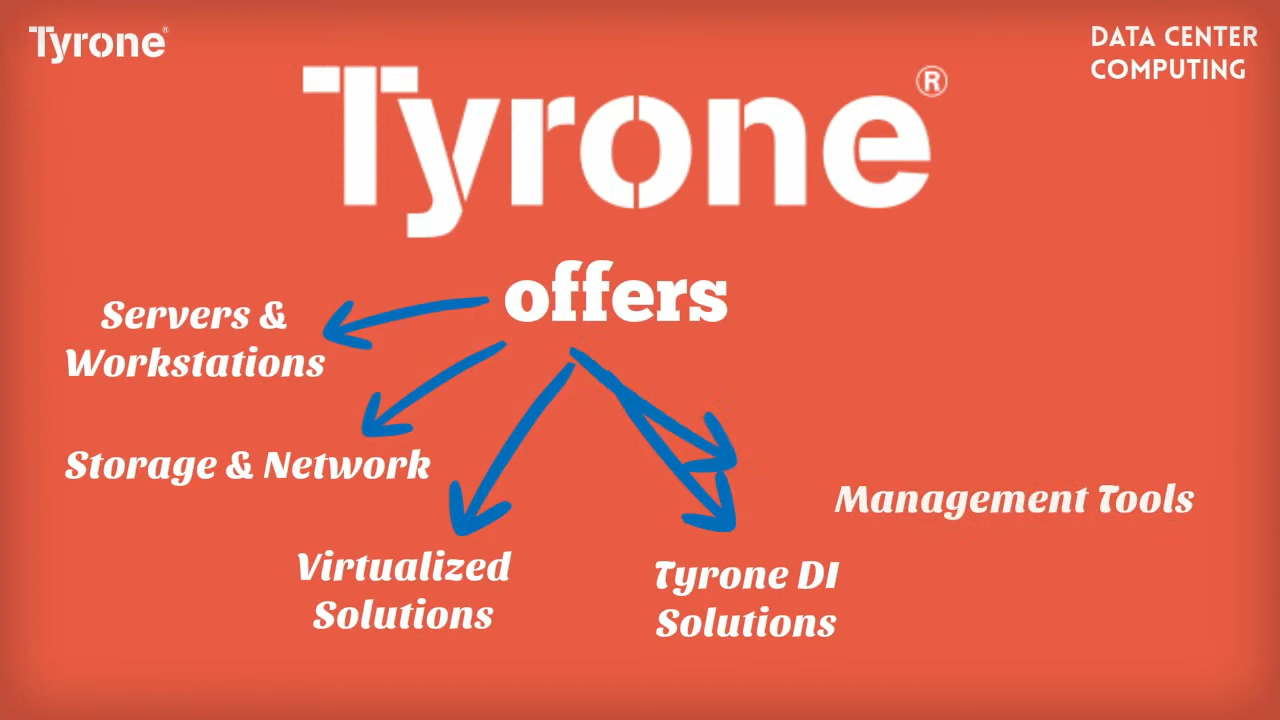 Tyrone®
DATA CENTER
COMPUTING
Tyrone®
offers
Servers &
Workstations
Storage & Network
Virtualized
Solutions
Tyrone DI
Solutions
Management Tools